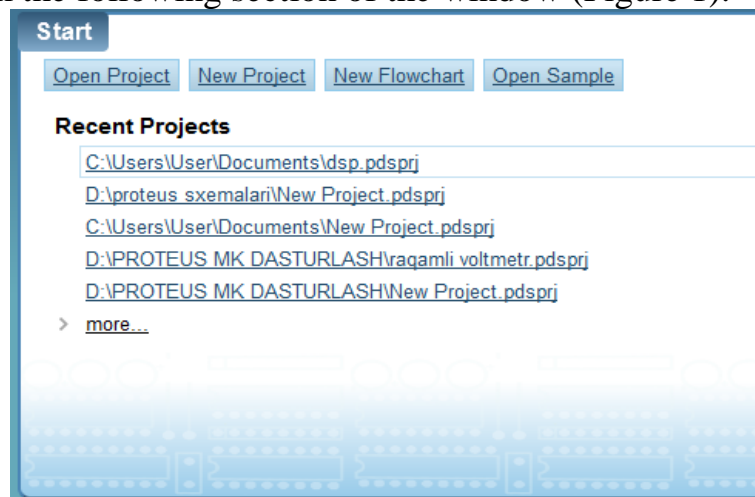 the following section of the window (Figure 1).
Start
Open Project New Project New Flowchart Open Sample
Recent Projects
C:\Users\User\Documents\dsp.pdsprj
D:\proteus sxemalari\New Project.pdsprj
C:\Users\User\Documents\New Project.pdsprj
D:\PROTEUS MK DASTURLASH\raqamli voltmetr.pdsprj
D:\PROTEUS MK DASTURLASH\New Project.pdsprj
> more...